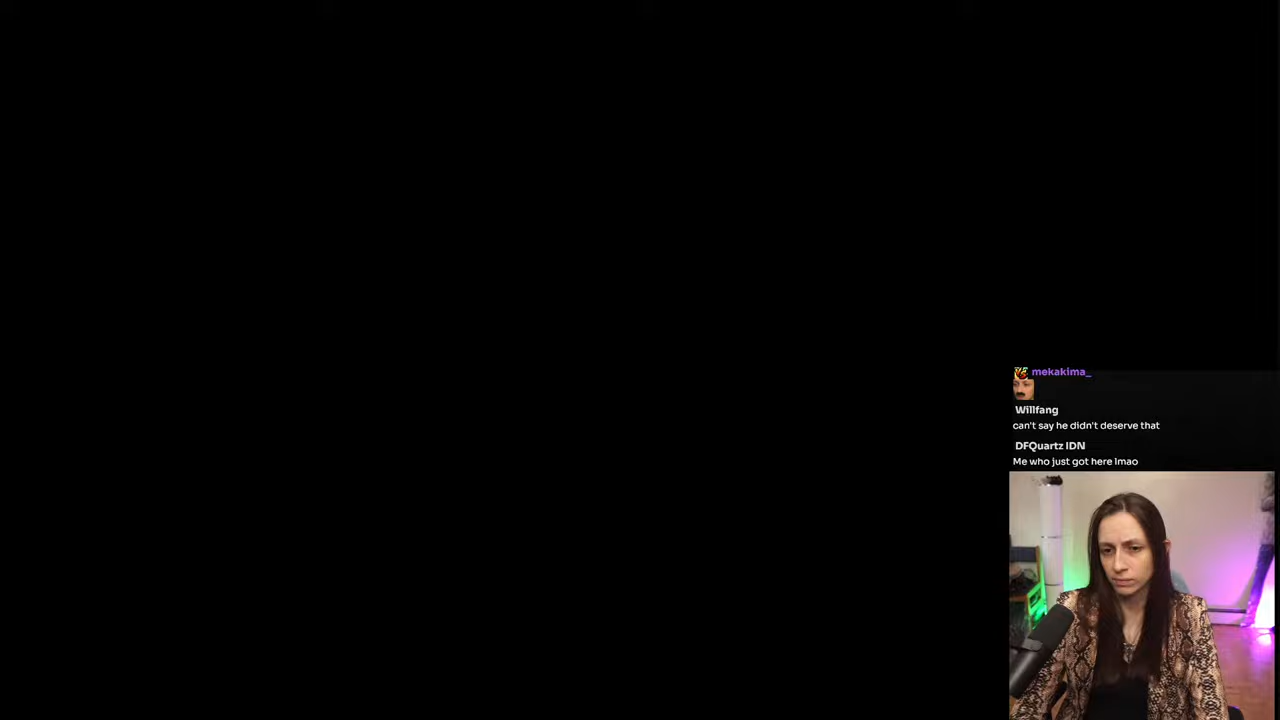 mekakima_
Willfang
can't say he didn't deserve that
DFQuartz IDN
Me who just got here lmao